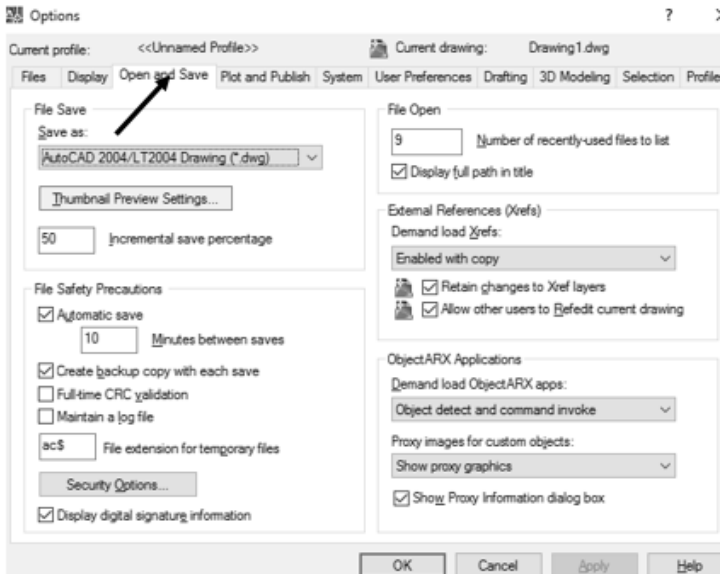 Options ?
Current profile: <<Unnamed Profile>> Current drawing: Drawing1.dwg
Files Display Open and Save Plot and Publish System User Preferences Drafting 3D Modeling Selection Profile
File Save
Save as:
AutoCAD 2004/LT2004 Drawing (*.dwg)
Thumbnail Preview Settings...
50 Incremental save percentage
File Safety Precautions
Automatic save
10 Minutes between saves
Create backup copy with each save
Full-time CRC validation
Maintain a log file
ac$ File extension for temporary files
Security Options...
Display digital signature information
File Open
9 Number of recently-used files to list
Display full path in title
External References (Xrefs)
Demand load Xrefs:
Enabled with copy
Retain changes to Xref layers
Allow other users to Refedit current drawing
ObjectARX Applications
Demand load ObjectARX apps:
Object detect and command invoke
Proxy images for custom objects:
Show proxy graphics
Show Proxy Information dialog box
OK Cancel Apply Help